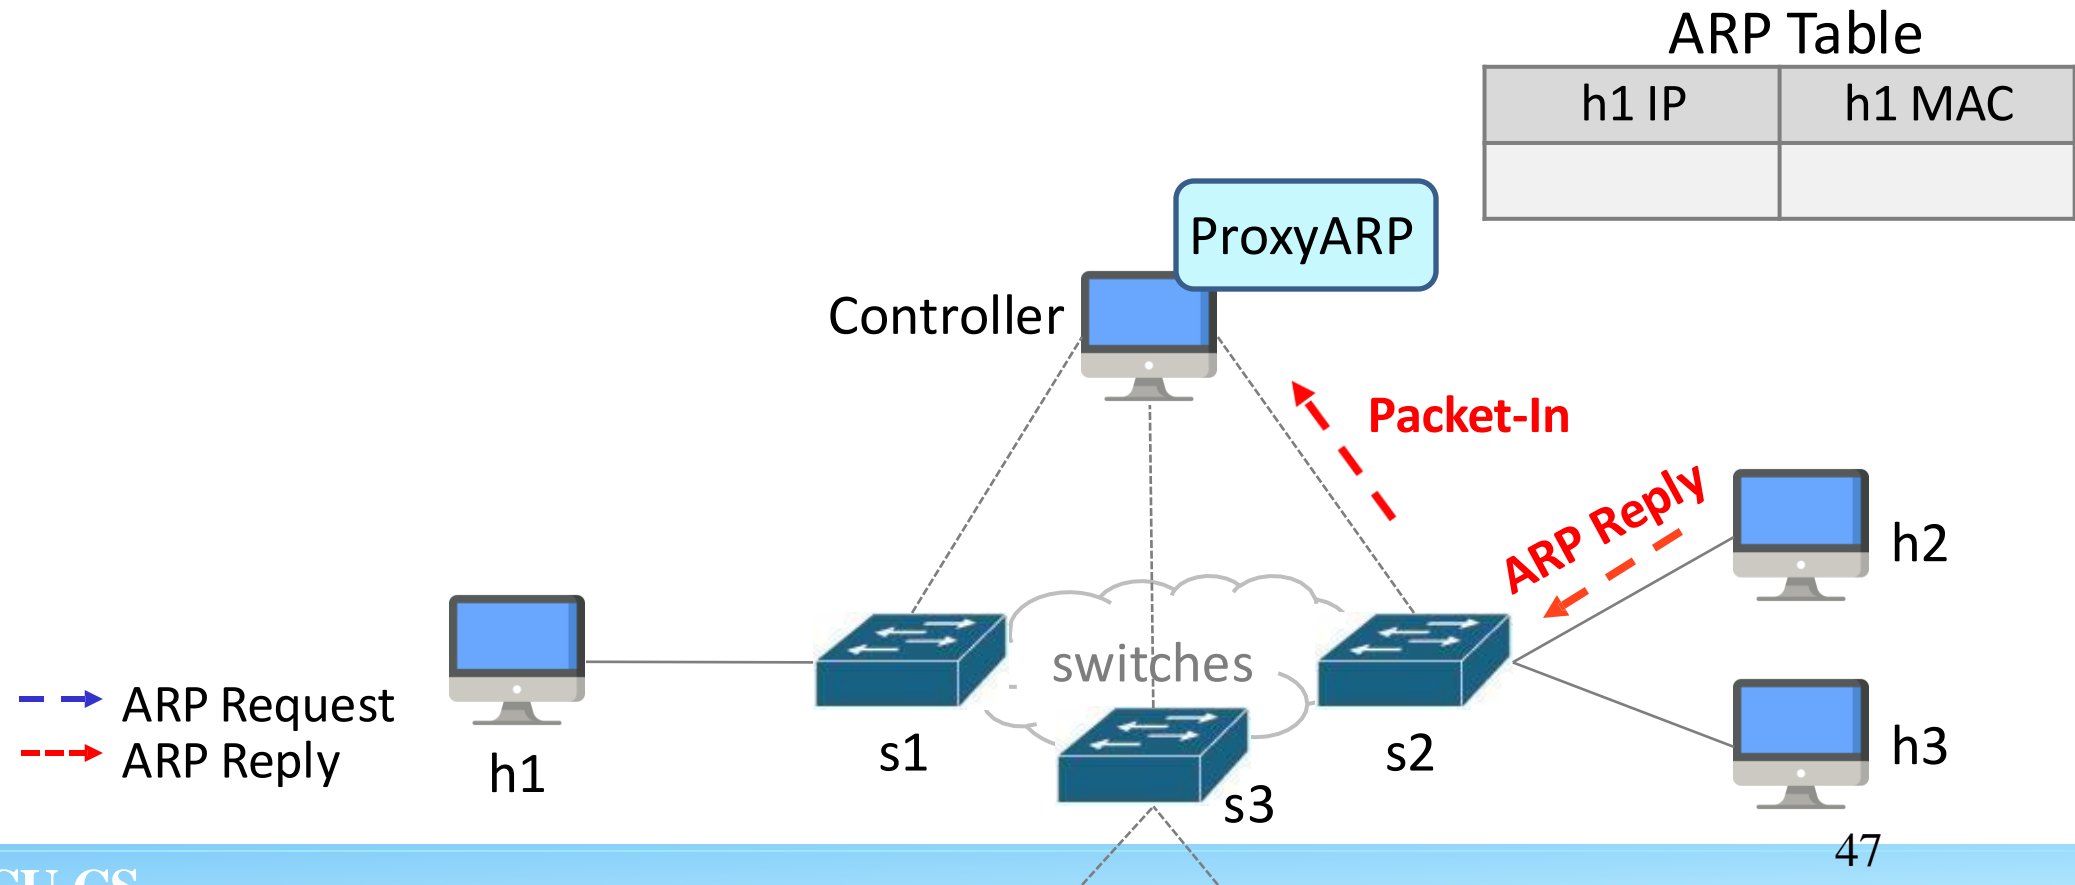 ARP Table
h1 IP h1 MAC
ProxyARP
Controller
Packet-In
ARP Reply
h2
switches
ARP Request
ARP Reply
h1
s1
s2
h3
s3
47